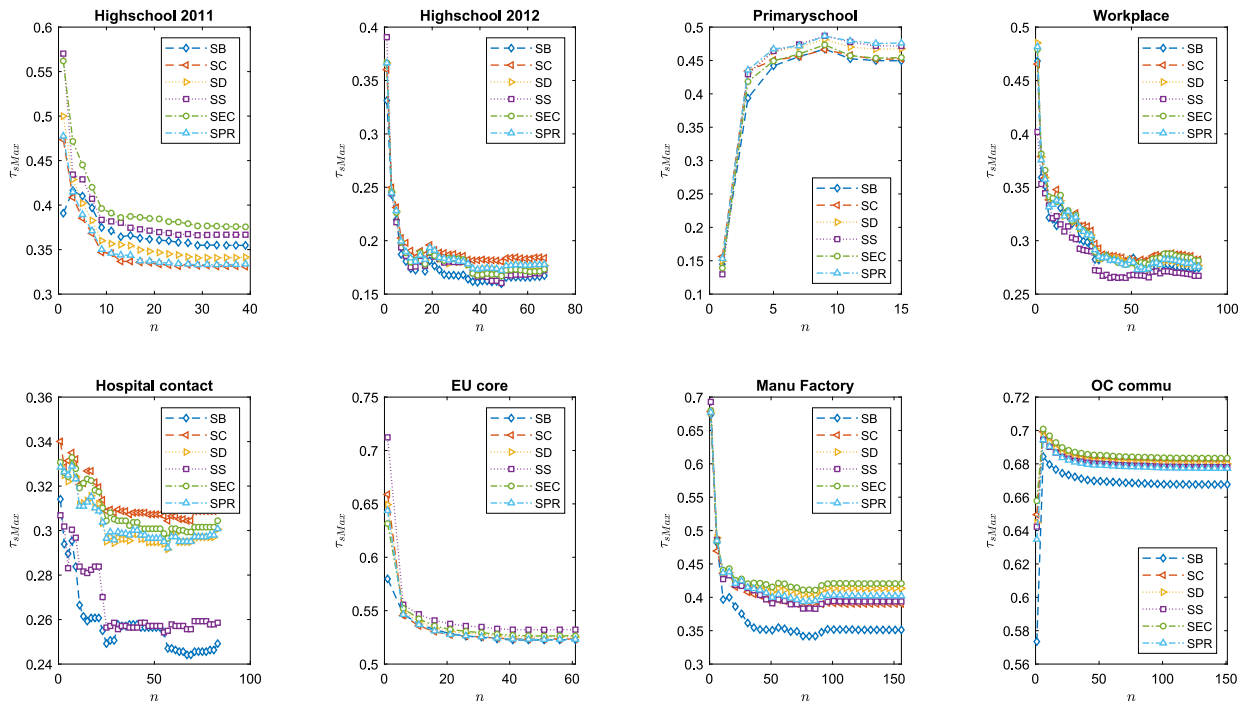 Highschool 2011
0.6
0.55
0.5
0.45
0.4
0.35
0.3
0 10 20 30 40
τsMax
n
SB
SC
SD
SS
SEC
SPR
Highschool 2012
0.4
0.35
0.3
0.25
0.2
0.15
0 20 40 60 80
τsMax
n
SB
SC
SD
SS
SEC
SPR
Primaryschool
0.5
0.45
0.4
0.35
0.3
0.25
0.2
0.15
0.1
0 5 10 15
τsMax
n
SB
SC
SD
SS
SEC
SPR
Workplace
0.5
0.45
0.4
0.35
0.3
0.25
0 20 40 60 80 100
τsMax
n
SB
SC
SD
SS
SEC
SPR
Hospital contact
0.36
0.34
0.32
0.3
0.28
0.26
0.24
0 50 100
τsMax
n
SB
SC
SD
SS
SEC
SPR
EU core
0.75
0.7
0.65
0.6
0.55
0.5
0 10 20 30 40 50 60
τsMax
n
SB
SC
SD
SS
SEC
SPR
Manu Factory
0.7
0.65
0.6
0.55
0.5
0.45
0.4
0.35
0.3
0 50 100 150
τsMax
n
SB
SC
SD
SS
SEC
SPR
OC commu
0.72
0.7
0.68
0.66
0.64
0.62
0.6
0.58
0.56
0 50 100 150
τsMax
n
SB
SC
SD
SS
SEC
SPR